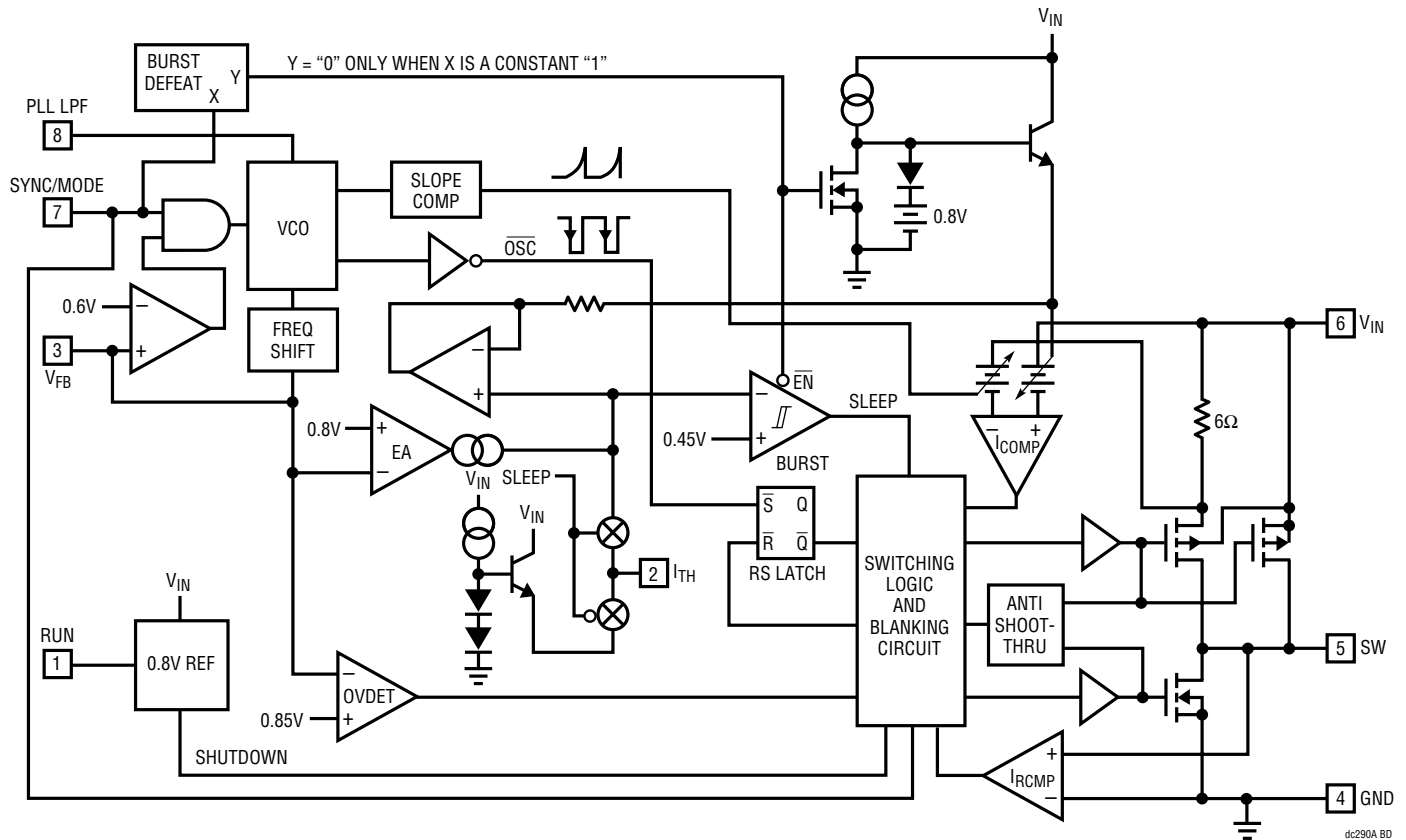 V_IN
BURST
DEFEAT
Y
X
Y = “0” ONLY WHEN X IS A CONSTANT “1”
PLL LPF
8
SYNC/MODE
7
VCO
SLOPE
COMP
OSC
0.8V
0.6V
−
+
3
V_FB
FREQ
SHIFT
−
+
6
V_IN
EN
−
0.45V
+
BURST
SLEEP
−
+
I_COMP
6Ω
0.8V
+
EA
−
V_IN
SLEEP
V_IN
S
Q
R
Q
RS LATCH
2
I_TH
SWITCHING
LOGIC
AND
BLANKING
CIRCUIT
ANTI
SHOOT-
THRU
V_IN
RUN
1
0.8V REF
−
OVDET
0.85V
+
5
SW
SHUTDOWN
+
I_RCMP
−
4
GND
dc290A BD